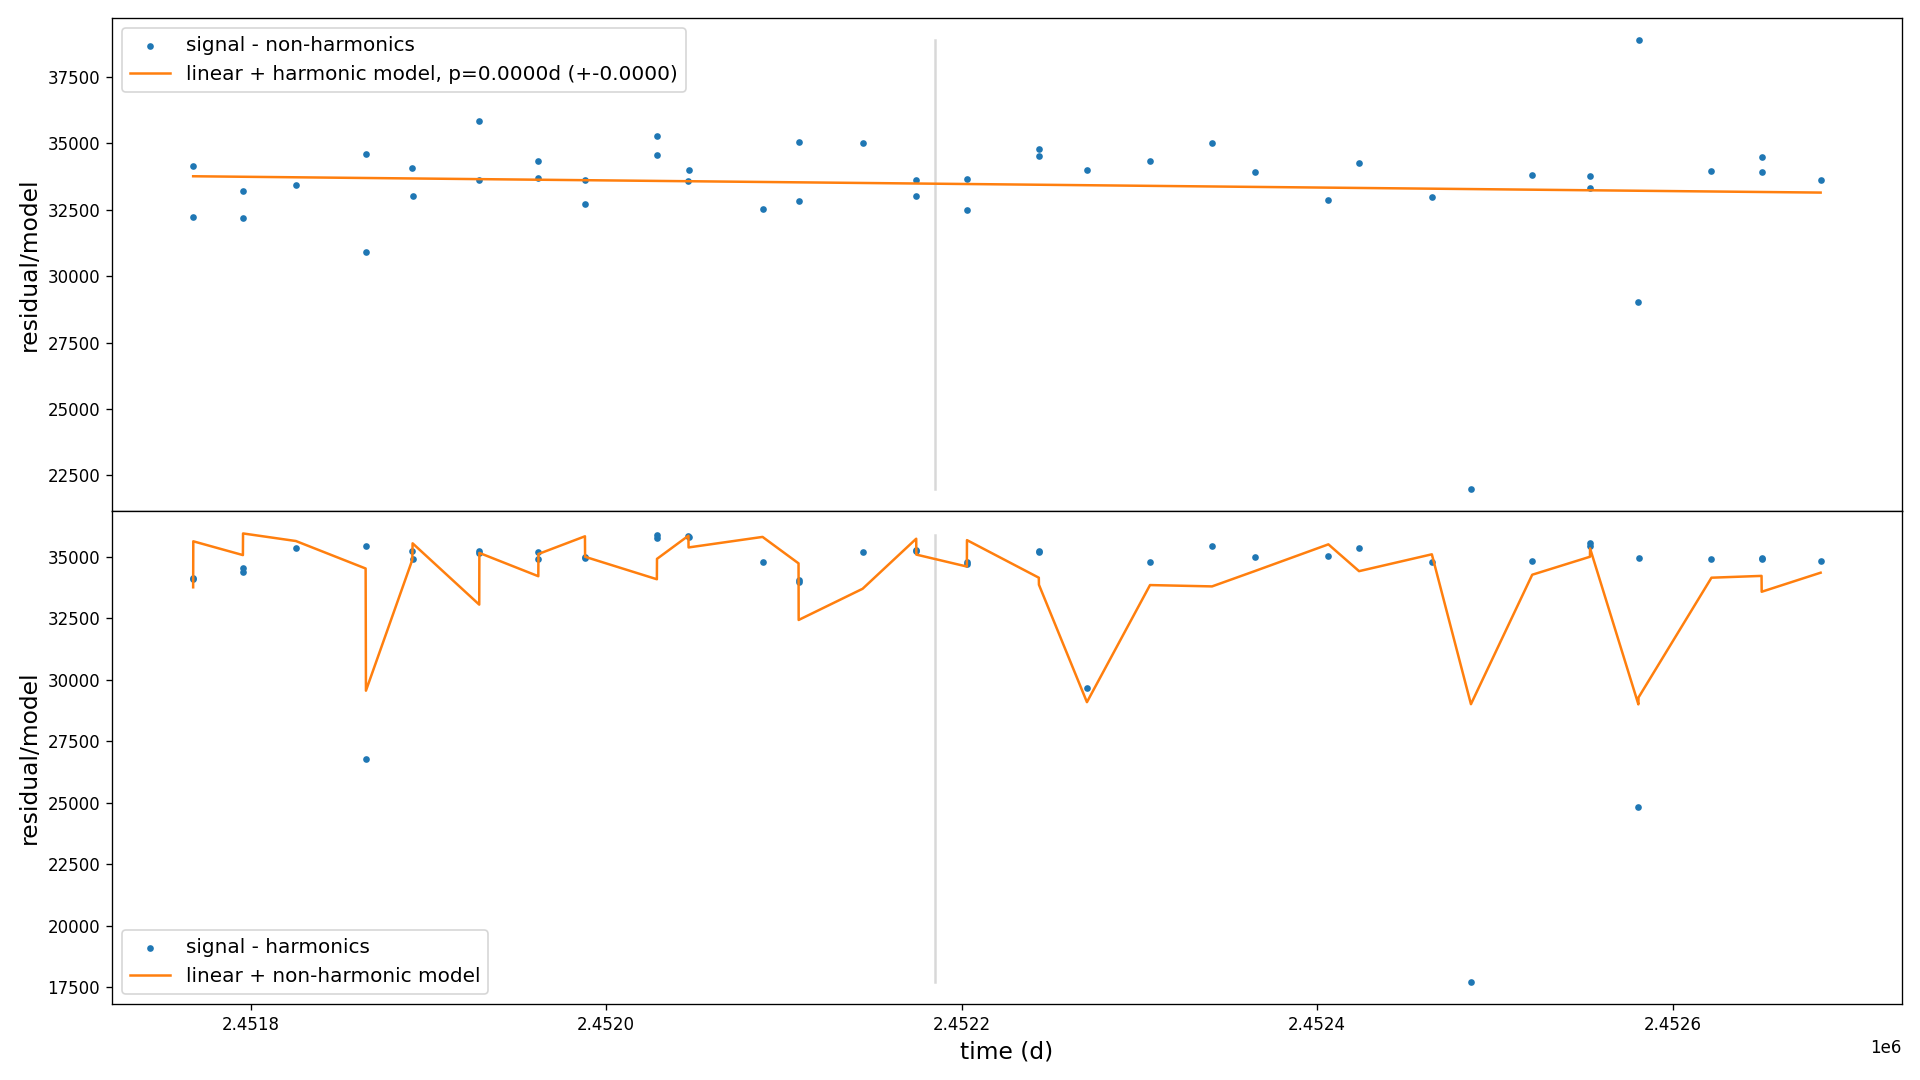 signal - non-harmonics
linear + harmonic model, p=0.0000d (+-0.0000)
37500
35000
32500
30000
27500
25000
22500
residual/model
35000
32500
30000
27500
25000
22500
20000
17500
residual/model
signal - harmonics
linear + non-harmonic model
2.4518
2.4520
2.4522
2.4524
2.4526
time (d)
1e6